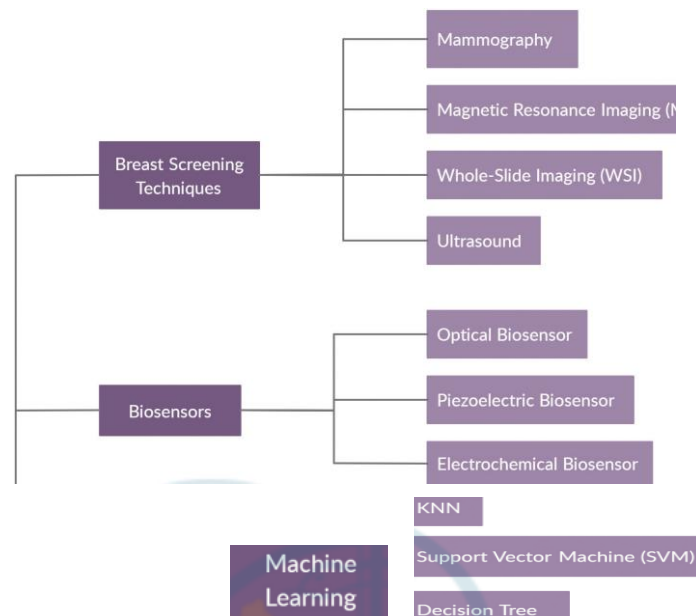 Mammography
Magnetic Resonance Imaging (M
Breast Screening
Techniques
Whole-Slide Imaging (WSI)
Ultrasound
Optical Biosensor
Biosensors
Piezoelectric Biosensor
Electrochemical Biosensor
KNN
Machine
Learning
Support Vector Machine (SVM)
Decision Tree